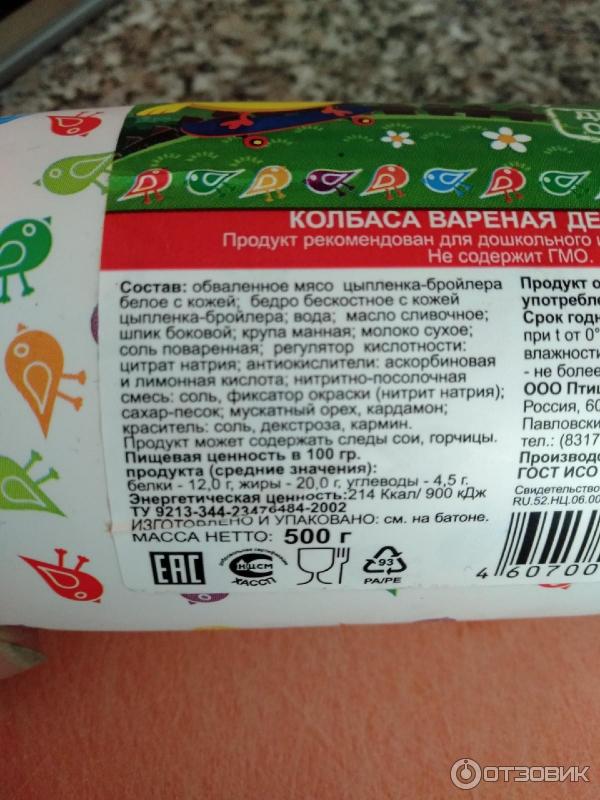 КОЛБАСА ВАРЕНАЯ ДЕ
Продукт рекомендован для дошкольного и
Не содержит ГМО.
Состав: обваленное мясо цыпленка-бройлера
белое с кожей; бедро бескостное с кожей
цыпленка-бройлера; вода; масло сливочное;
шпик боковой; крупа манная; молоко сухое;
соль поваренная; регулятор кислотности:
цитрат натрия; антиокислители: аскорбиновая
и лимонная кислота; нитритно-посолочная
смесь: соль, фиксатор окраски (нитрит натрия);
сахар-песок; мускатный орех, кардамон;
краситель: соль, декстроза, кармин.
Продукт может содержать следы сои, горчицы.
Пищевая ценность в 100 гр.
продукта (средние значения):
белки - 12,0 г, жиры - 20,0 г, углеводы - 4,5 г.
Энергетическая ценность:214 Ккал/ 900 кДж
ТУ 9213-344-23476484-2002
ИЗГОТОВЛЕНО И УПАКОВАНО: см. на батоне.
МАССА НЕТТО: 500 г
EAC
НЦСМ
ХАССП
93
PA/PE
Продукт о
употребле
Срок годн
при t от 0°
влажности
- не более
ООО Птиц
Россия, 60
Павловски
тел.: (8317
Производс
ГОСТ ИСО
Свидетельство
RU.52.НЦ.06.00
4 60700
ОТЗОВИК